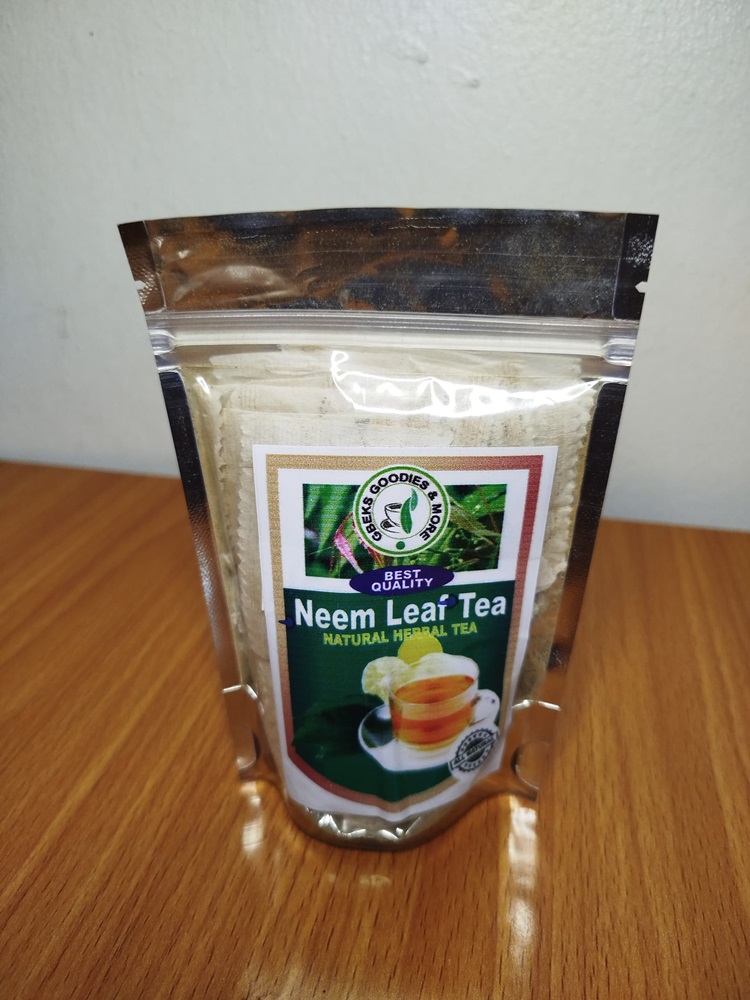 GBEKS GOODIES & MORE
BEST
QUALITY
Neem Leaf Tea
NATURAL HERBAL TEA